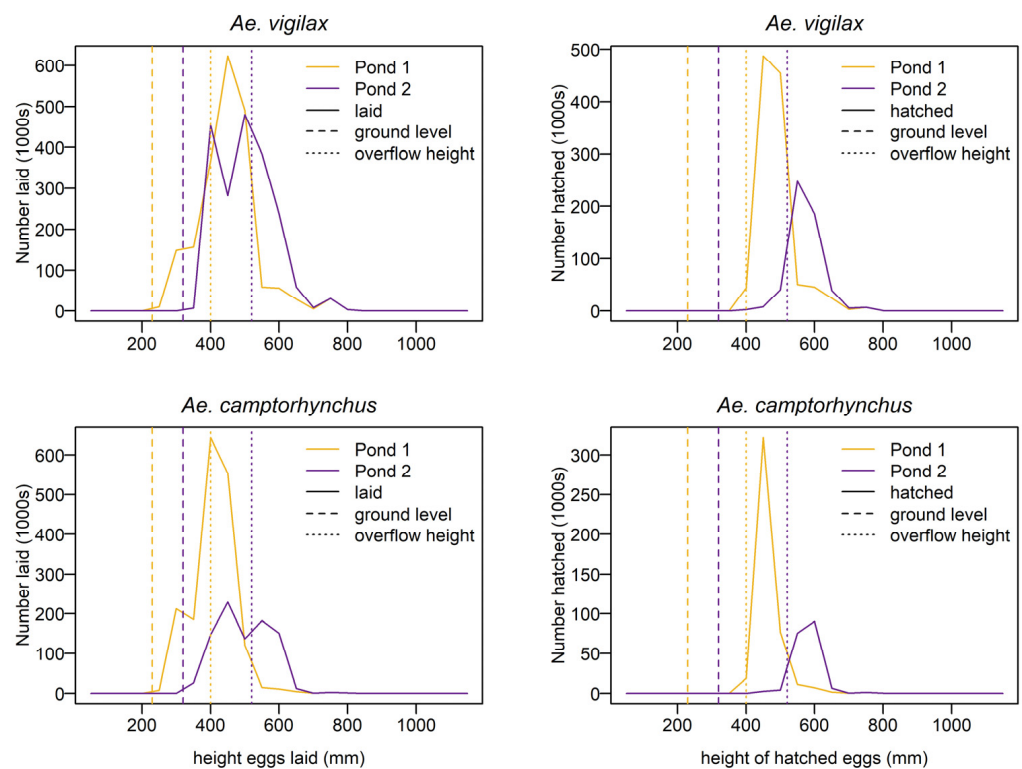 Ae. vigilax
Number laid (1000s)
600
500
400
300
200
100
0
200 400 600 800 1000
Pond 1
Pond 2
laid
ground level
overflow height
Ae. vigilax
Number hatched (1000s)
500
400
300
200
100
0
200 400 600 800 1000
Pond 1
Pond 2
hatched
ground level
overflow height
Ae. camptorhynchus
Number laid (1000s)
600
500
400
300
200
100
0
200 400 600 800 1000
height eggs laid (mm)
Pond 1
Pond 2
laid
ground level
overflow height
Ae. camptorhynchus
Number hatched (1000s)
300
250
200
150
100
50
0
200 400 600 800 1000
height of hatched eggs (mm)
Pond 1
Pond 2
hatched
ground level
overflow height